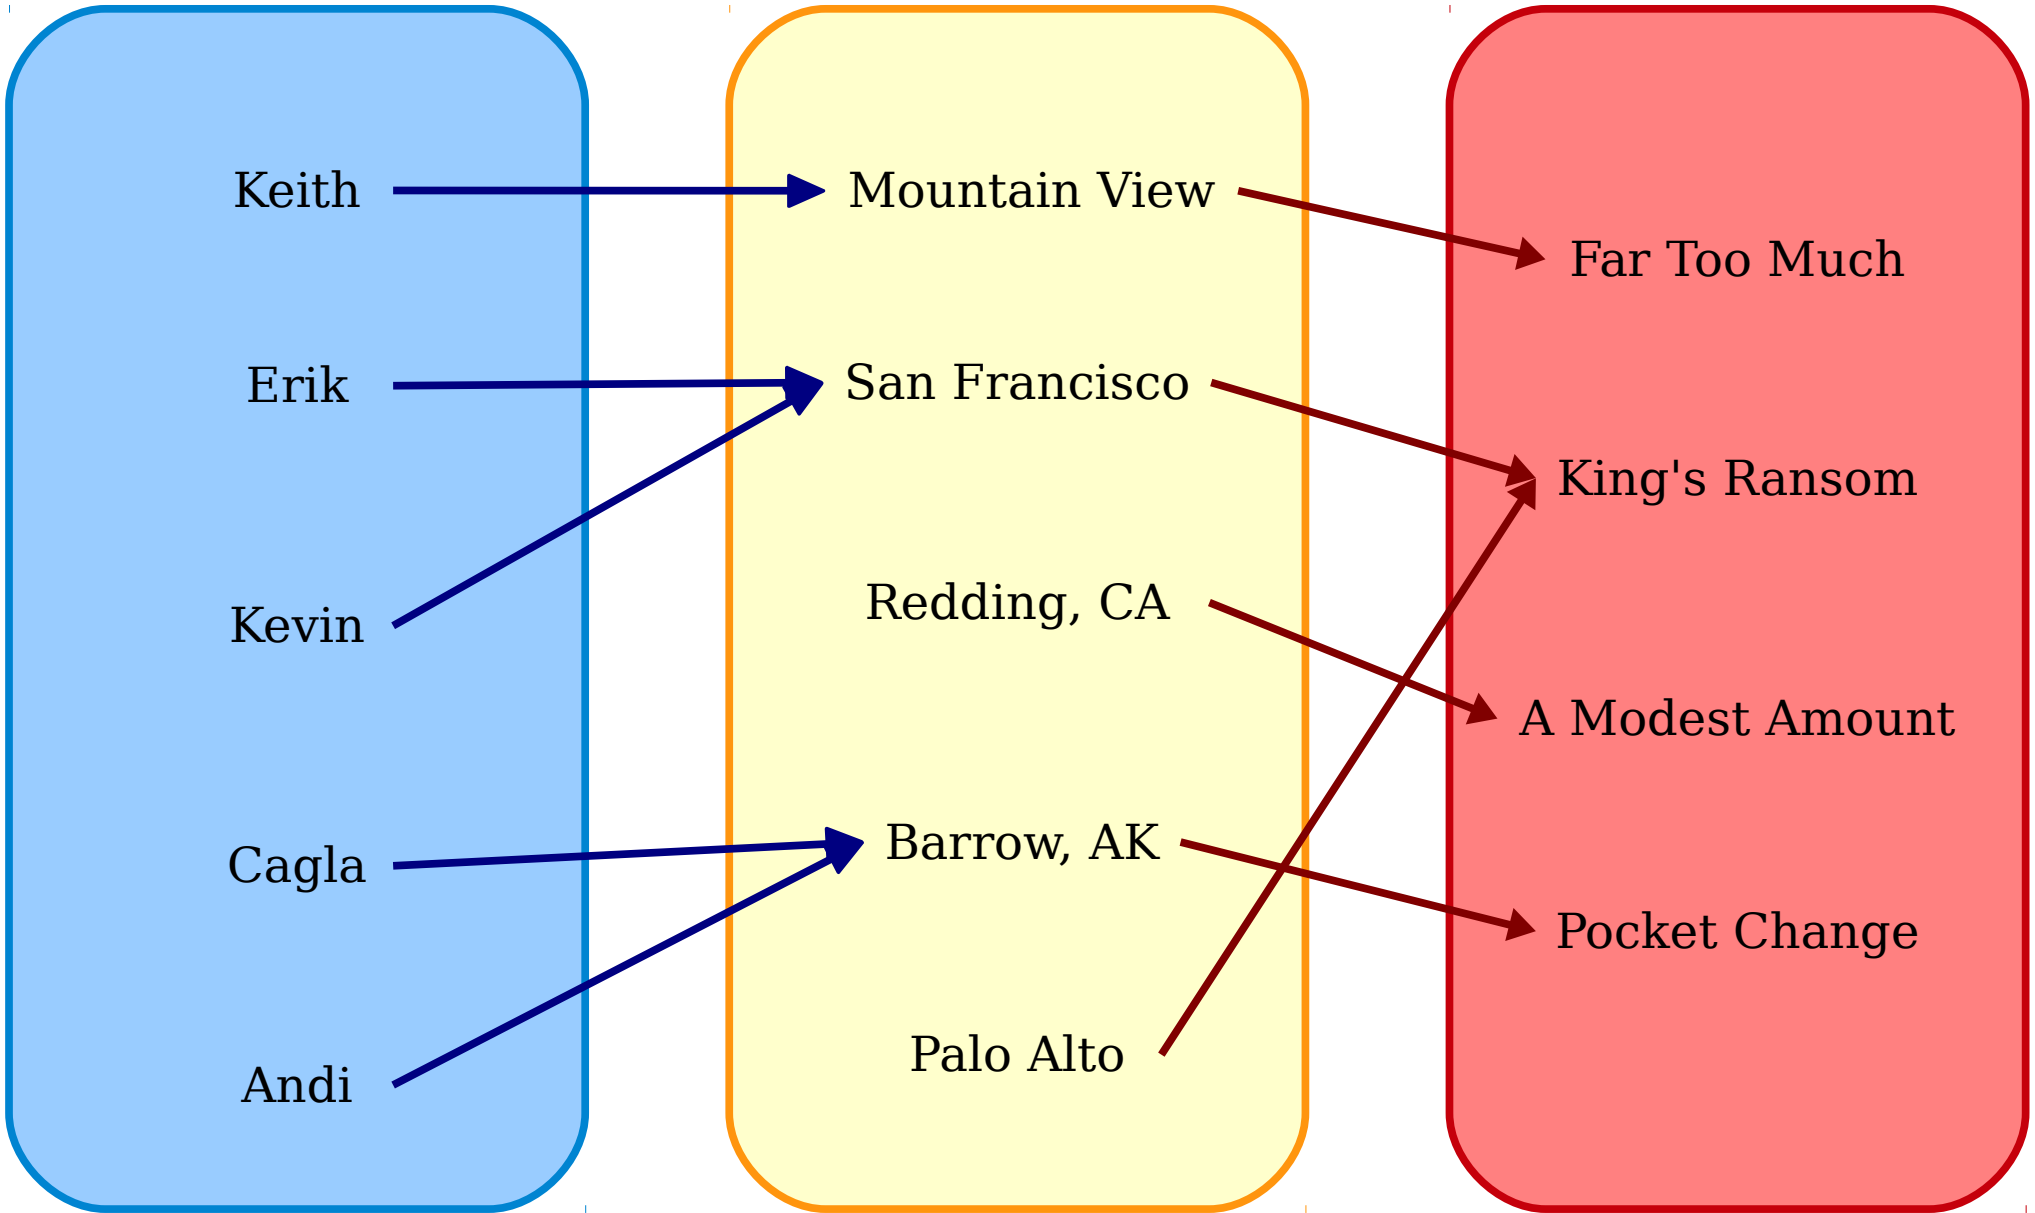 Keith
Erik
Kevin
Cagla
Andi
Mountain View
San Francisco
Redding, CA
Barrow, AK
Palo Alto
Far Too Much
King's Ransom
A Modest Amount
Pocket Change